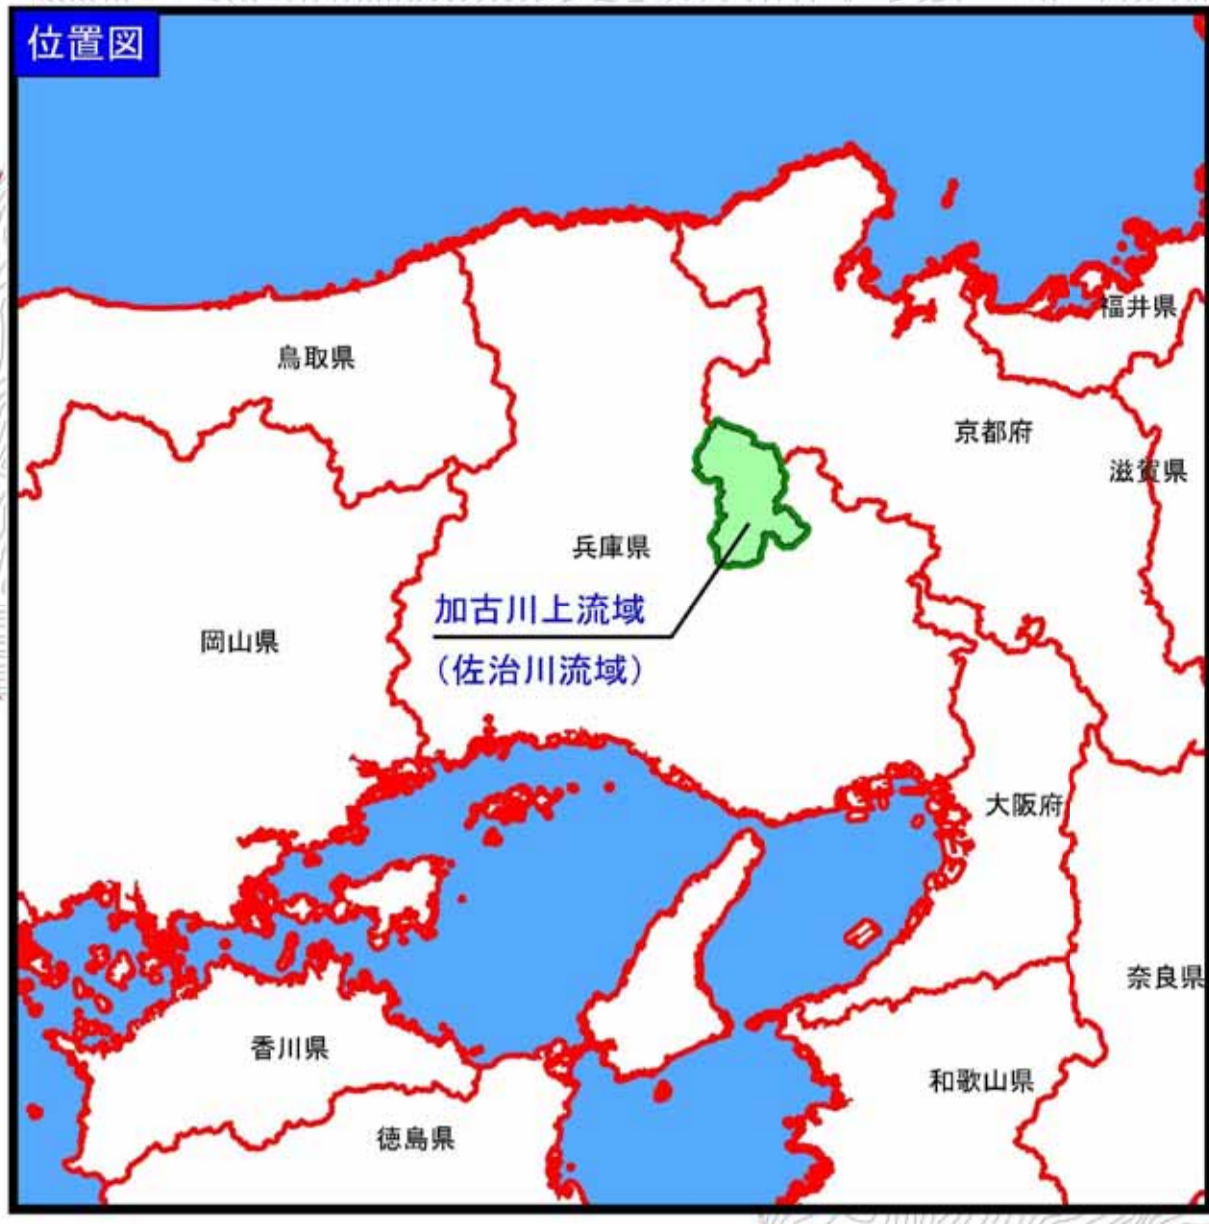 位置図
福井県
鳥取県
京都府
滋賀県
兵庫県
加古川上流域
(佐治川流域)
岡山県
大阪府
奈良県
香川県
和歌山県
徳島県